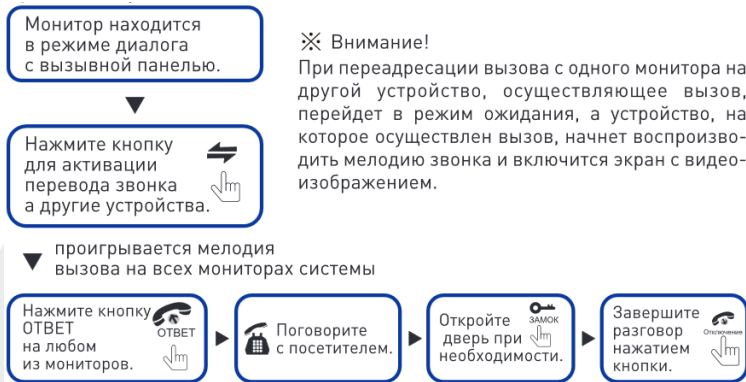 Монитор находится
в режиме диалога
с вызывной панелью.
※ Внимание!
При переадресации вызова с одного монитора на
другой устройство, осуществляющее вызов,
перейдет в режим ожидания, а устройство, на
которое осуществлен вызов, начнет воспроизво-
дить мелодию звонка и включится экран с видео-
изображением.
Нажмите кнопку
для активации
перевода звонка
а другие устройства.
проигрывается мелодия
вызова на всех мониторах системы
Нажмите кнопку
ОТВЕТ
на любом
из мониторов.
ОТВЕТ
Поговорите
с посетителем.
Откройте
дверь при
необходимости.
ЗАМОК
Завершите
разговор
нажатием
кнопки.
Отключение